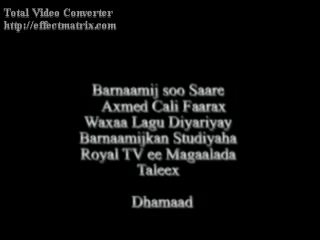 Total Video Converter
http://effectmatrix.com
Barnaamij soo Saare
Axmed Cali Faarax
Waxaa Lagu Diyariyay
Barnaamijkan Studiyaha
Royal TV ee Magaalada
Taleex
Dhamaad